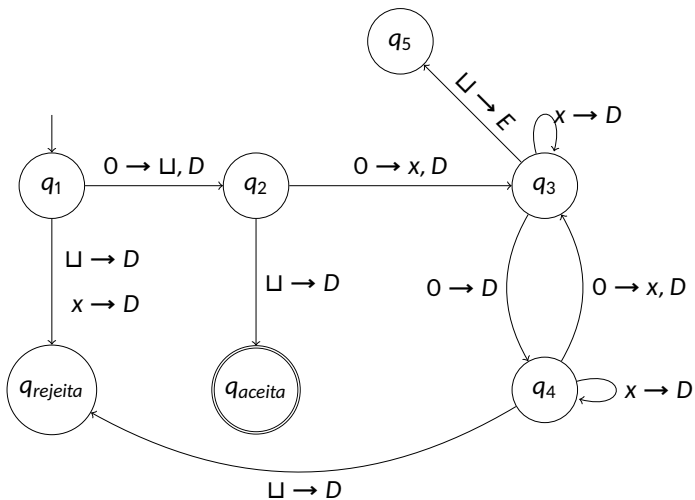 q5
⊔ → E
x → D
q1
0 → ⊔, D
q2
0 → x, D
q3
⊔ → D
x → D
⊔ → D
0 → D
0 → x, D
qrejeita
qaceita
q4
x → D
⊔ → D